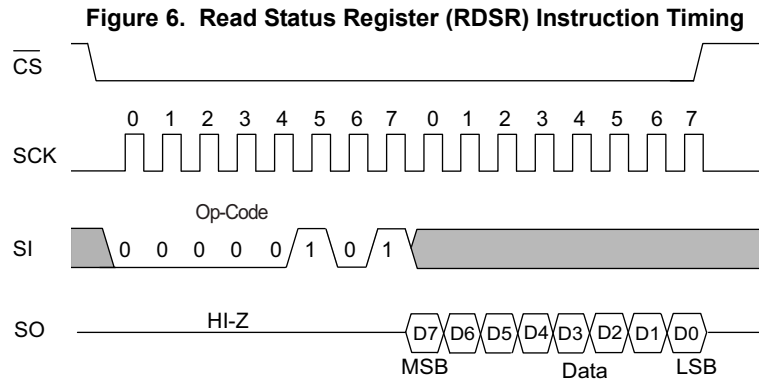 Figure 6. Read Status Register (RDSR) Instruction Timing
CS
0 1 2 3 4 5 6 7 0 1 2 3 4 5 6 7
SCK
Op-Code
SI 0 0 0 0 0 1 0 1
HI-Z
SO D7 D6 D5 D4 D3 D2 D1 D0
MSB Data LSB